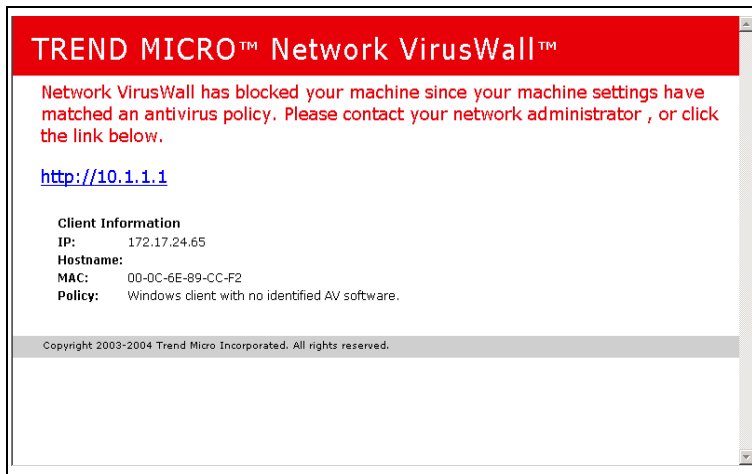 TREND MICRO™ Network VirusWall™
Network VirusWall has blocked your machine since your machine settings have
matched an antivirus policy. Please contact your network administrator , or click
the link below.
http://10.1.1.1
Client Information
IP: 172.17.24.65
Hostname:
MAC: 00-0C-6E-89-CC-F2
Policy: Windows client with no identified AV software.
Copyright 2003-2004 Trend Micro Incorporated. All rights reserved.